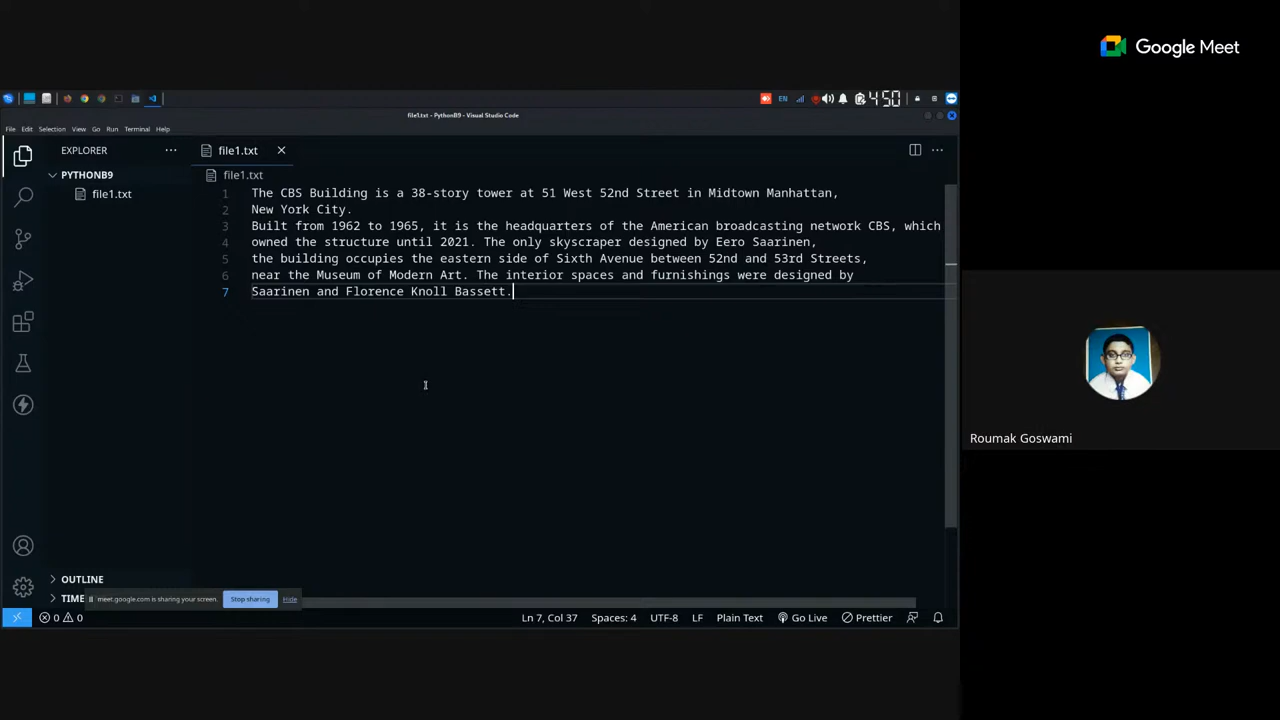 Google Meet
EN
4 50
file1.txt - PythonB9 - Visual Studio Code
File Edit Selection View Go Run Terminal Help
EXPLORER
file1.txt
PYTHONB9
file1.txt
file1.txt
1 The CBS Building is a 38-story tower at 51 West 52nd Street in Midtown Manhattan,
2 New York City.
3 Built from 1962 to 1965, it is the headquarters of the American broadcasting network CBS, which
4 owned the structure until 2021. The only skyscraper designed by Eero Saarinen,
5 the building occupies the eastern side of Sixth Avenue between 52nd and 53rd Streets,
6 near the Museum of Modern Art. The interior spaces and furnishings were designed by
7 Saarinen and Florence Knoll Bassett.
Roumak Goswami
OUTLINE
TIME
meet.google.com is sharing your screen.
Stop sharing
Hide
0 0
Ln 7, Col 37
Spaces: 4
UTF-8
LF
Plain Text
Go Live
Prettier